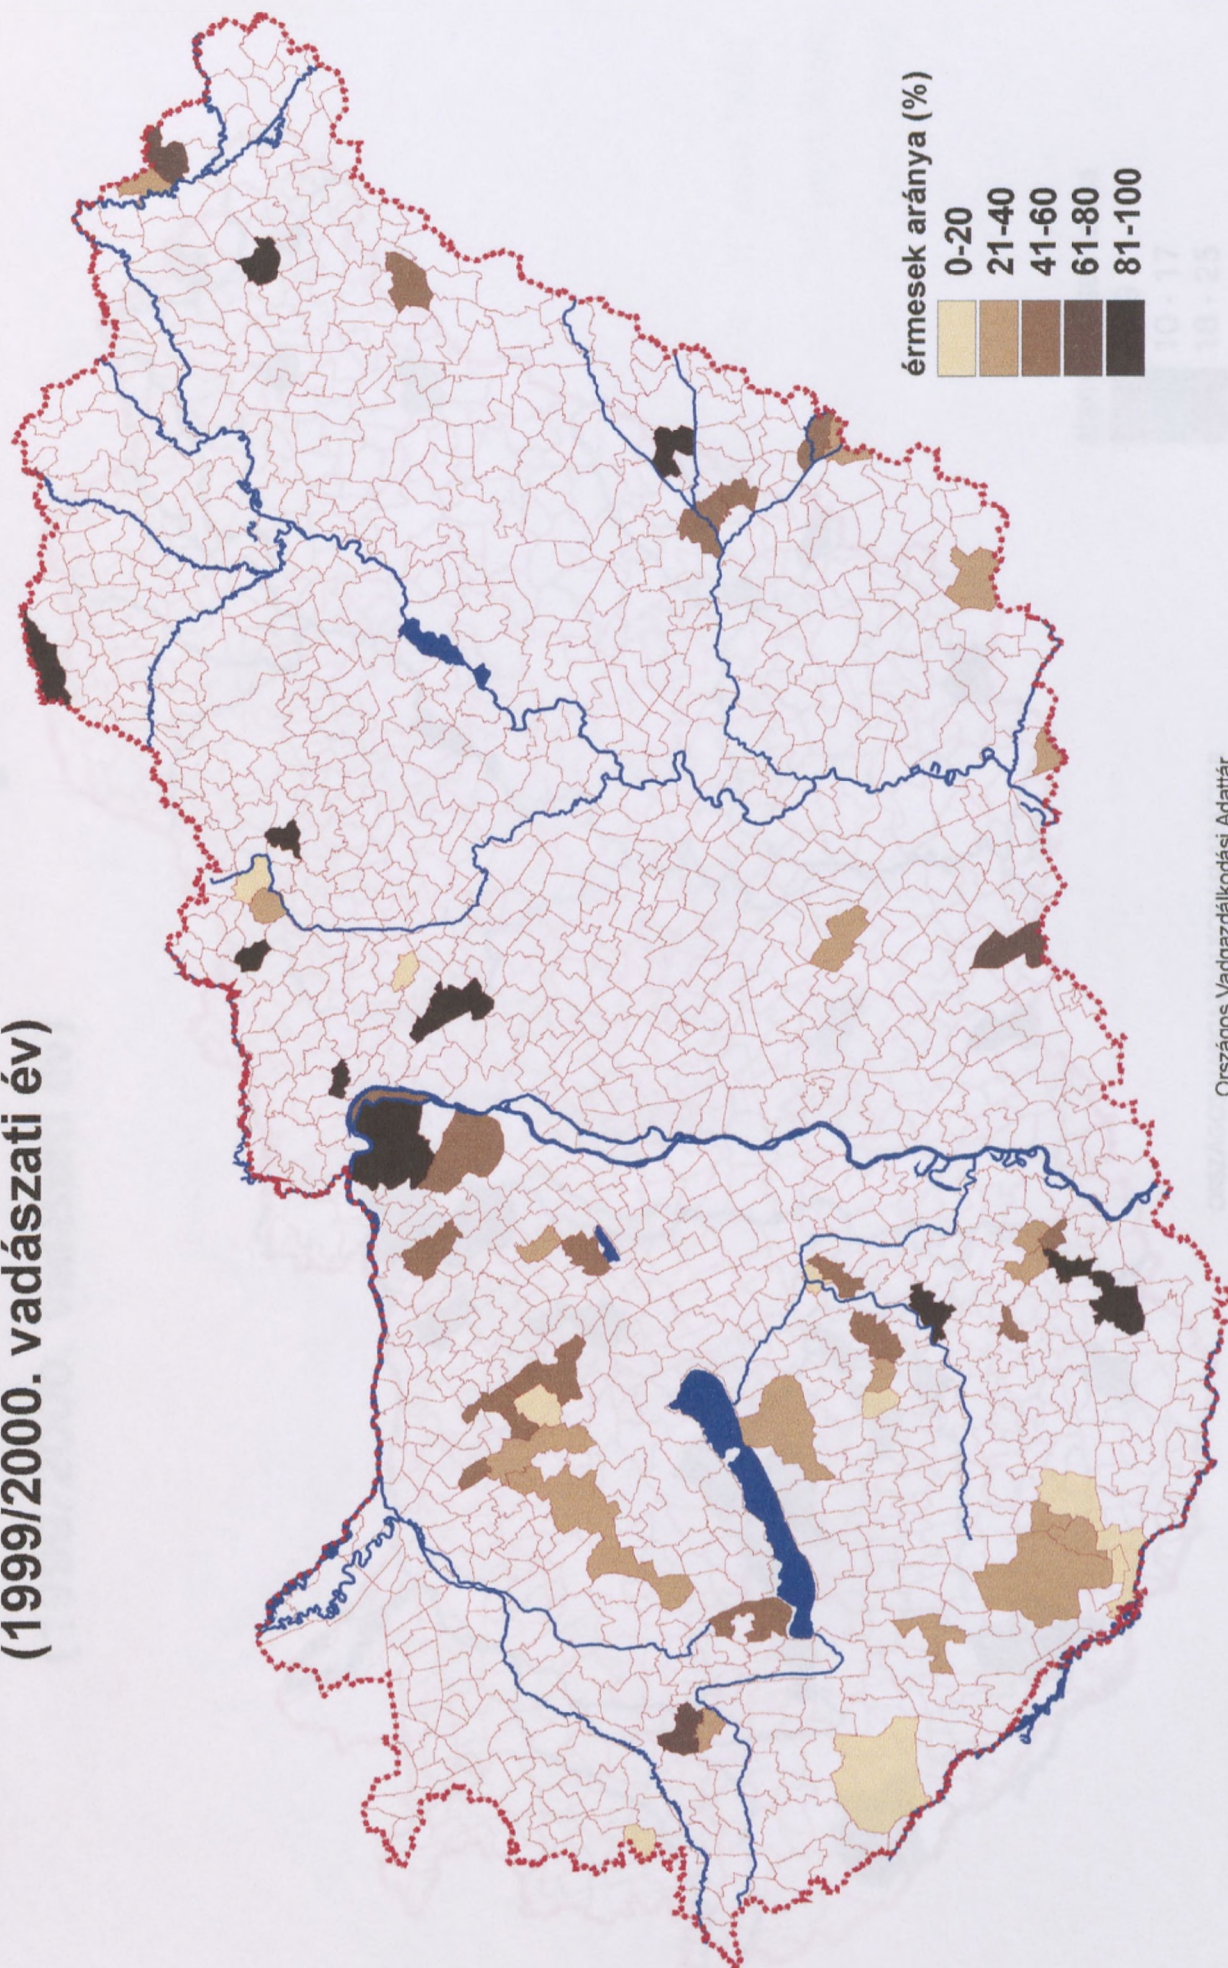 (1999/2000. vadászati év)
érmesek aránya (%)
0-20
21-40
41-60
61-80
81-100
Országos Vadgazdálkodási Adattár